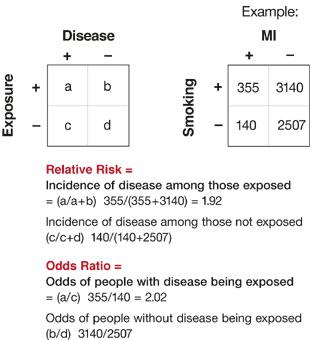 Example:
Disease
MI
+ –
+ –
Exposure
Smoking
+ a b
+ 355 3140
– c d
– 140 2507
Relative Risk =
Incidence of disease among those exposed
= (a/a+b) 355/(355+3140) = 1.92
Incidence of disease among those not exposed
(c/c+d) 140/(140+2507)
Odds Ratio =
Odds of people with disease being exposed
= (a/c) 355/140 = 2.02
Odds of people without disease being exposed
(b/d) 3140/2507